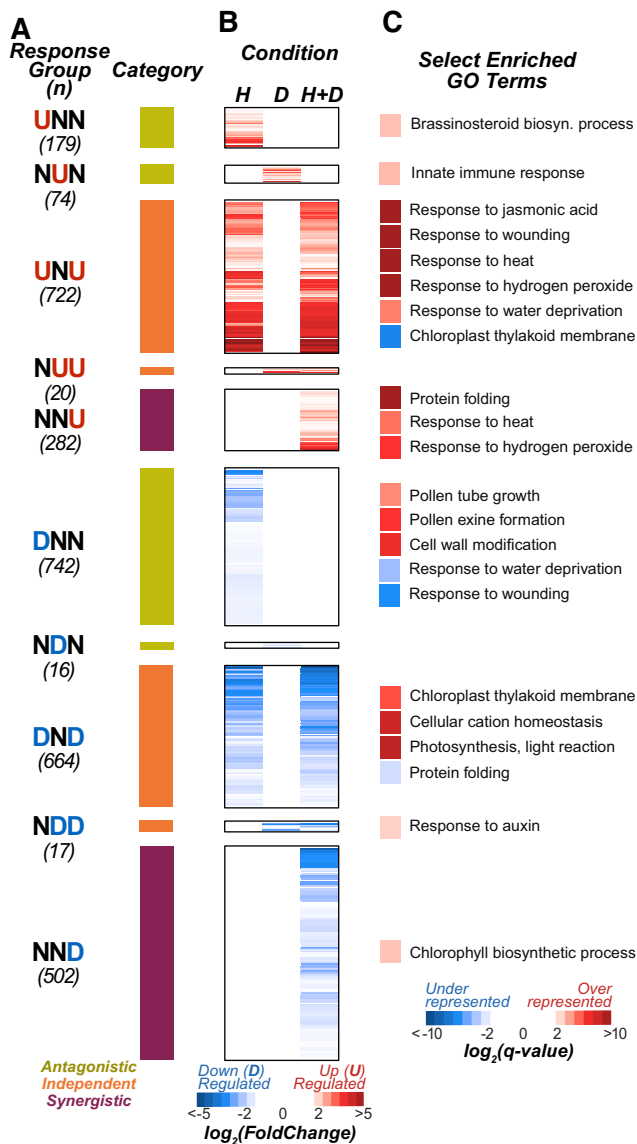 A
B
C
Response Group (n)
Category
Condition
Select Enriched GO Terms
H D H+D
UNN
(179)
Brassinosteroid biosyn. process
NUN
(74)
Innate immune response
UNU
(722)
Response to jasmonic acid
Response to wounding
Response to heat
Response to hydrogen peroxide
Response to water deprivation
Chloroplast thylakoid membrane
NUU
(20)
NNU
(282)
Protein folding
Response to heat
Response to hydrogen peroxide
DNN
(742)
Pollen tube growth
Pollen exine formation
Cell wall modification
Response to water deprivation
Response to wounding
NDN
(16)
DND
(664)
Chloroplast thylakoid membrane
Cellular cation homeostasis
Photosynthesis, light reaction
Protein folding
NDD
(17)
Response to auxin
NND
(502)
Chlorophyll biosynthetic process
Under represented
Over represented
<-10 -2 0 2 >10
log2(q-value)
Antagonistic
Independent
Synergistic
Down (D) Regulated
Up (U) Regulated
<-5 -2 0 2 >5
log2(FoldChange)